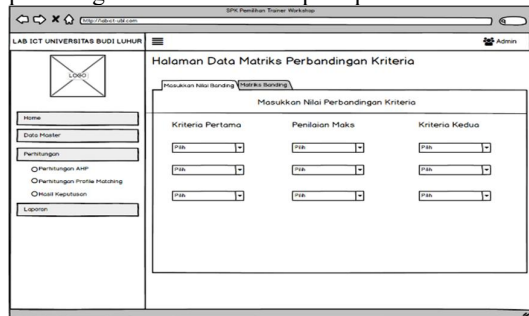 SPK Pemilihan Trainer Workshop
http://lab-ict-ubl.com
LAB ICT UNIVERSITAS BUDI LUHUR
Admin
LOGO
Home
Data Master
Perhitungan
Perhitungan AHP
Perhitungan Profile Matching
Hasil Keputusan
Laporan
Halaman Data Matriks Perbandingan Kriteria
Masukkan Nilai Banding
Matriks Banding
Masukkan Nilai Perbandingan Kriteria
Kriteria Pertama Penilaian Maks Kriteria Kedua
Pilih Pilih Pilih
Pilih Pilih Pilih
Pilih Pilih Pilih